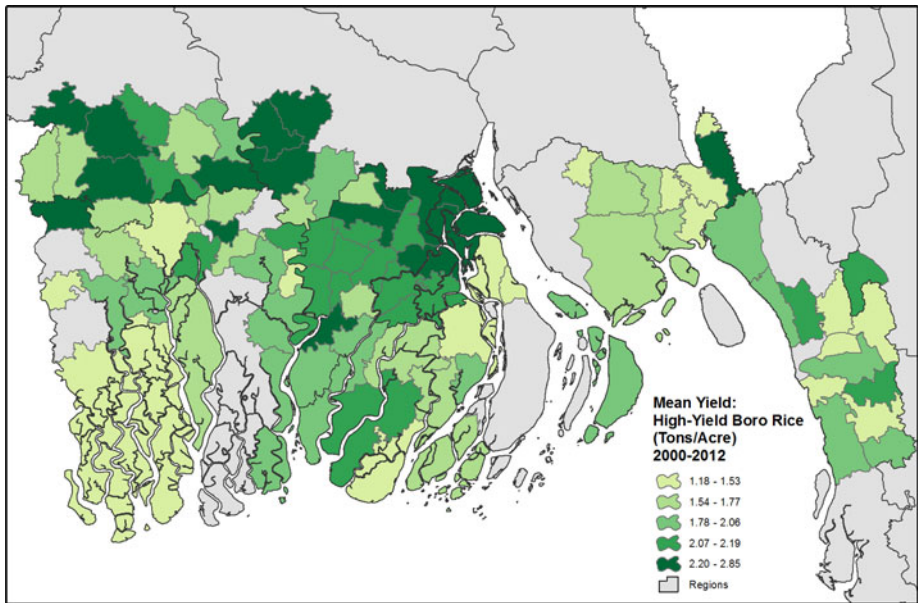 Mean Yield:
High-Yield Boro Rice
(Tons/Acre)
2000-2012
1.18 - 1.53
1.54 - 1.77
1.78 - 2.06
2.07 - 2.19
2.20 - 2.85
Regions